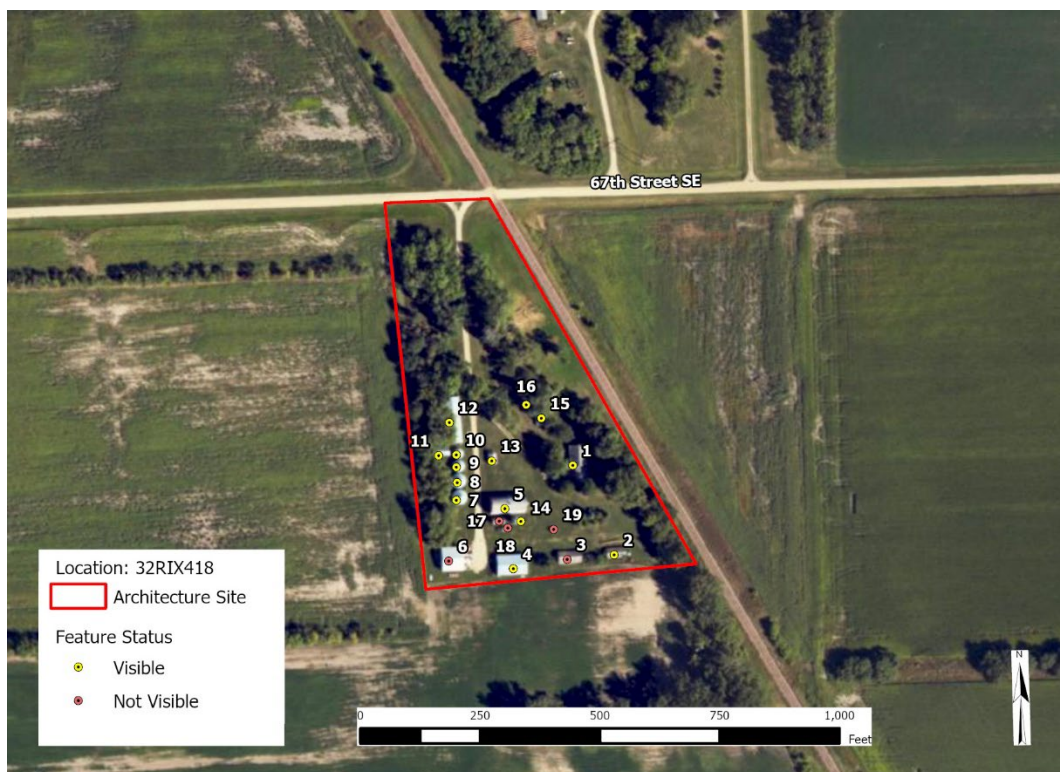 67th Street SE
16
15
12
11
10
13
1
9
8
7
5
17
14
19
6
18
4
3
2
Location: 32RIX418
Architecture Site
Feature Status
Visible
Not Visible
N
0 250 500 750 1,000
Feet